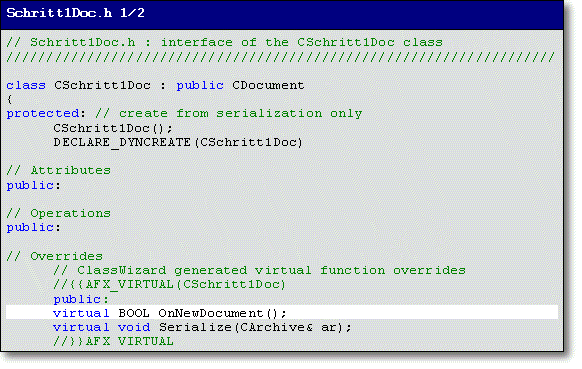 Schritt1Doc.h 1/2
// Schritt1Doc.h : interface of the CSchritt1Doc class
//////////////////////////////////////////////////////////////////////
class CSchritt1Doc : public CDocument
{
protected: // create from serialization only
CSchritt1Doc();
DECLARE_DYNCREATE(CSchritt1Doc)
// Attributes
public:
// Operations
public:
// Overrides
// ClassWizard generated virtual function overrides
//{{AFX_VIRTUAL(CSchritt1Doc)
public:
virtual BOOL OnNewDocument();
virtual void Serialize(CArchive& ar);
//}}AFX_VIRTUAL